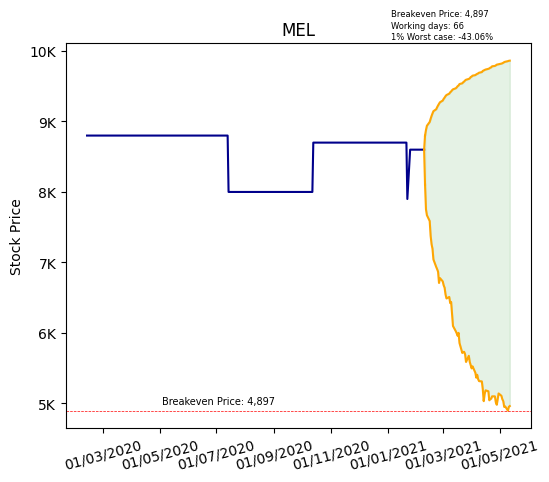 Breakeven Price: 4,897
Working days: 66
1% Worst case: -43.06%
MEL
10K
9K
8K
7K
6K
5K
Stock Price
Breakeven Price: 4,897
01/03/2020 01/05/2020 01/07/2020 01/09/2020 01/11/2020 01/01/2021 01/03/2021 01/05/2021